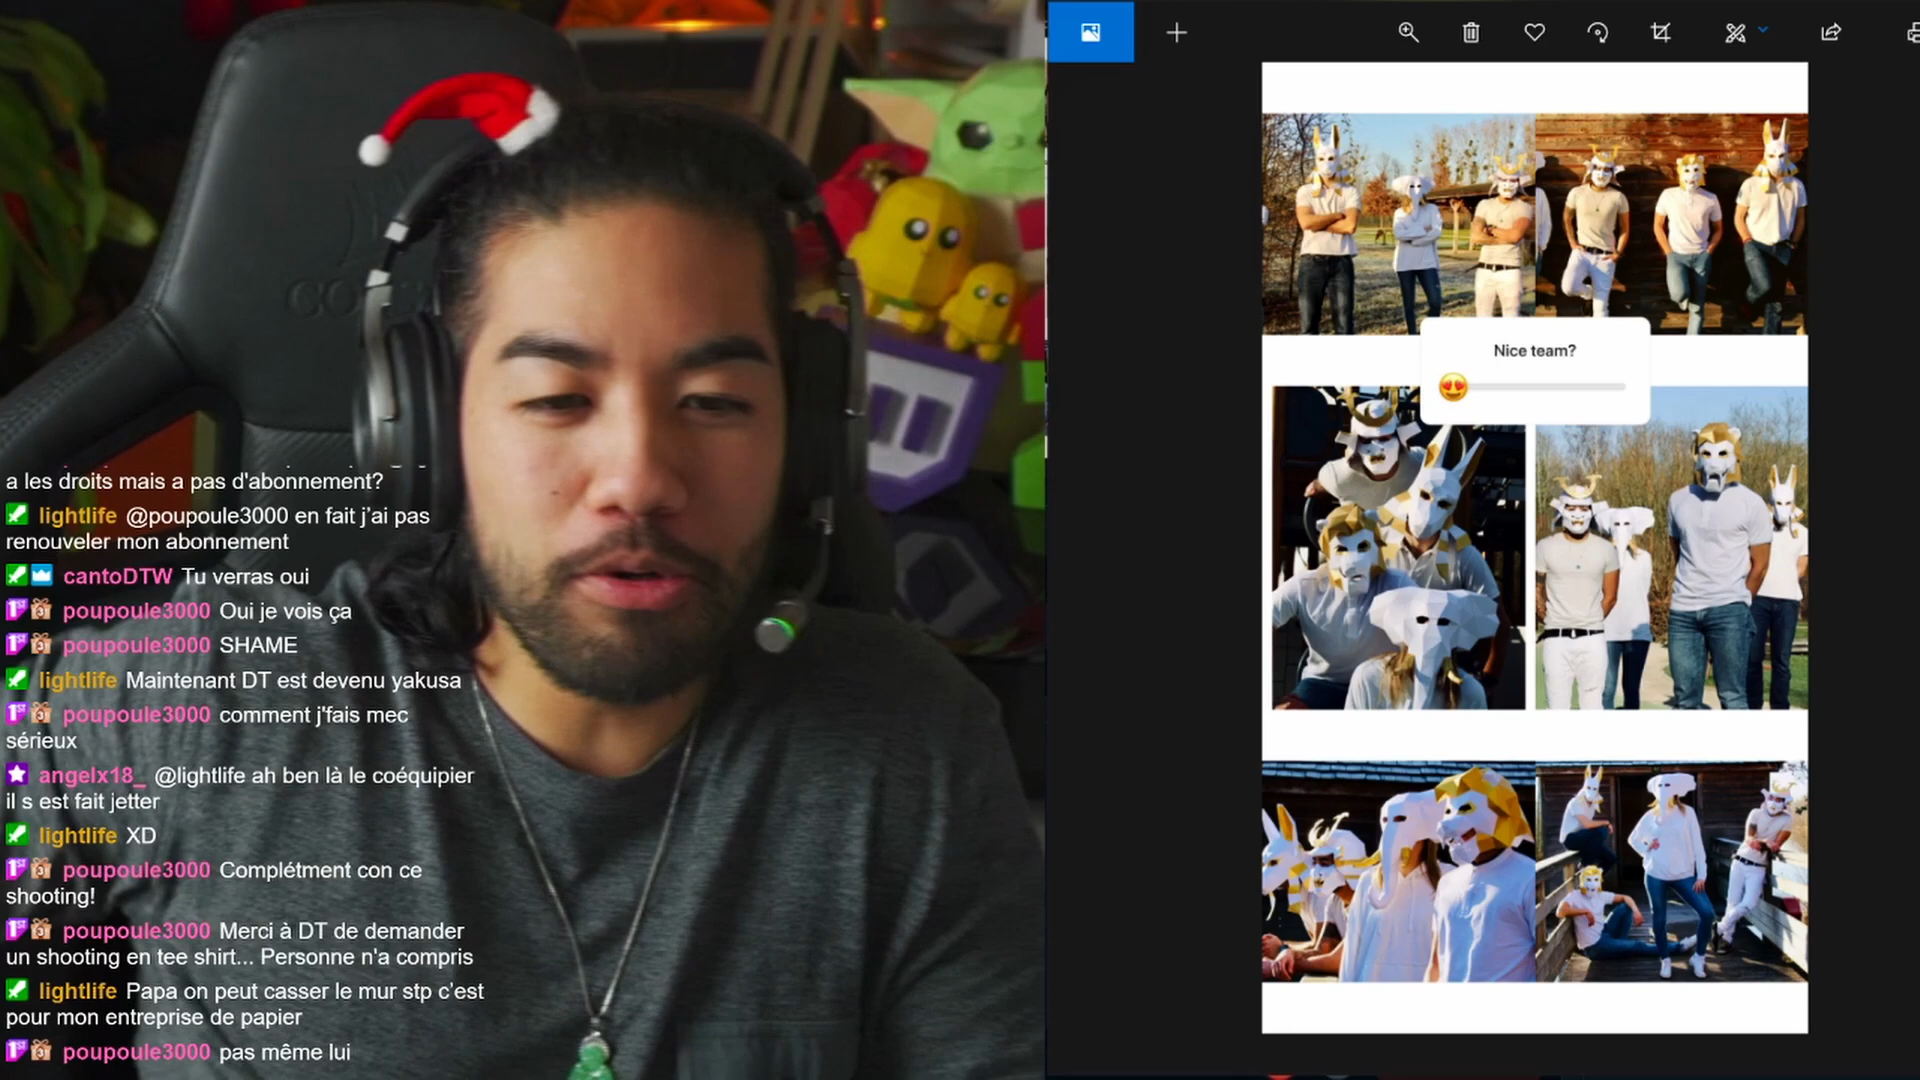 a les droits mais a pas d'abonnement?
lightlife @poupoule3000 en fait j'ai pas
renouveler mon abonnement
cantoDTW Tu verras oui
poupoule3000 Oui je vois ça
poupoule3000 SHAME
lightlife Maintenant DT est devenu yakusa
poupoule3000 comment j'fais mec
sérieux
angelx18_ @lightlife ah ben là le coéquipier
il s est fait jetter
lightlife XD
poupoule3000 Complétment con ce
shooting!
poupoule3000 Merci à DT de demander
un shooting en tee shirt... Personne n'a compris
lightlife Papa on peut casser le mur stp c'est
pour mon entreprise de papier
poupoule3000 pas même lui
Nice team?